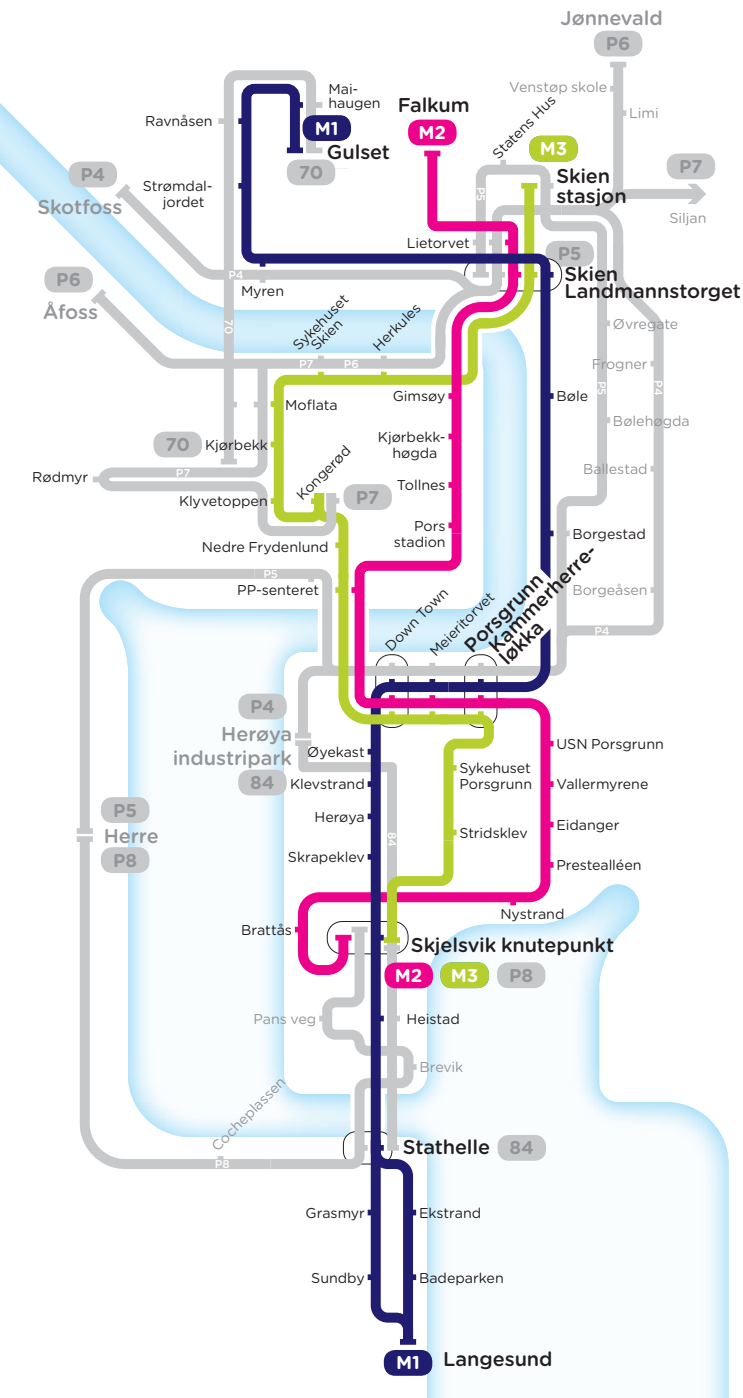 Jønnevald
P6
Venstøp skole
Limi
Mai-
haugen
Ravnåsen
M1
Gulset
70
Falkum
M2
Statens Hus
M3
Skien
stasjon
P7
Siljan
P4
Skotfoss
Strømdal-
jordet
P5
Lietorvet
P5
Skien
Landmannstorget
P4
Myren
P6
Åfoss
70
Sykehuset
Skien
Herkules
P7
P6
Øvregate
Frogner
P5
P4
Moflata
Gimsøy
Bøle
Bølehøgda
70
Kjørbekk
Kjørbekk-
høgda
Rødmyr
P7
Kongerød
Tollnes
Ballestad
P7
Klyvetoppen
Pors
stadion
Borgestad
Nedre Frydenlund
P5
PP-senteret
Borgeåsen
Down Town
Meieritorvet
Porsgrunn
Kammerherre-
løkka
P4
P4
Herøya
industripark
84
Øyekast
Klevstrand
USN Porsgrunn
Sykehuset
Porsgrunn
Vallermyrene
P5
Herre
P8
Herøya
Eidanger
84
Stridsklev
Skrapeklev
Prestealléen
Nystrand
Brattås
Skjelsvik knutepunkt
M2
M3
P8
Pans veg
Heistad
Brevik
Cocheplassen
P8
Stathelle
84
Grasmyr
Ekstrand
Sundby
Badeparken
M1
Langesund